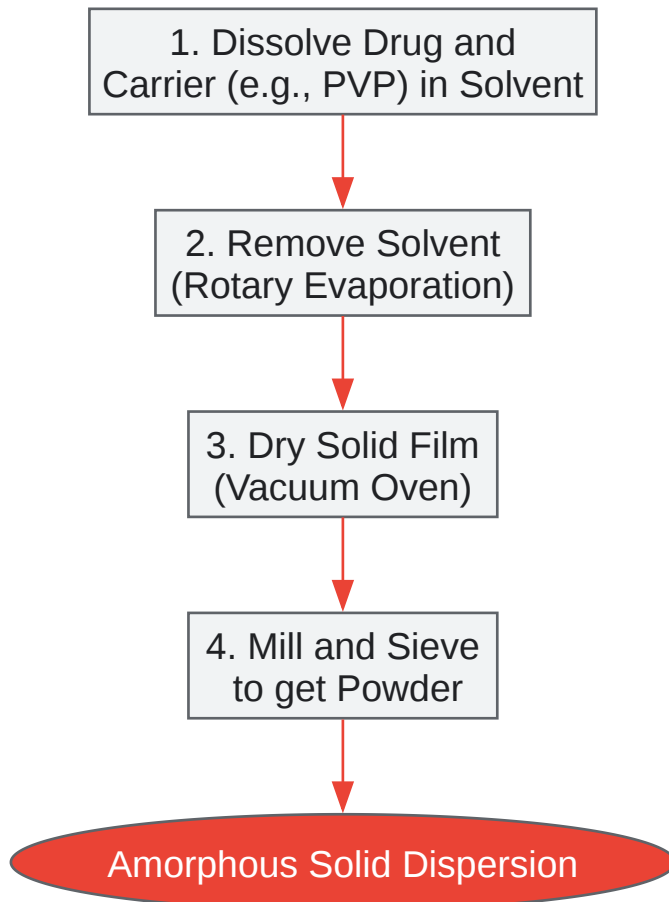 1. Dissolve Drug and
Carrier (e.g., PVP) in Solvent
2. Remove Solvent
(Rotary Evaporation)
3. Dry Solid Film
(Vacuum Oven)
4. Mill and Sieve
to get Powder
Amorphous Solid Dispersion